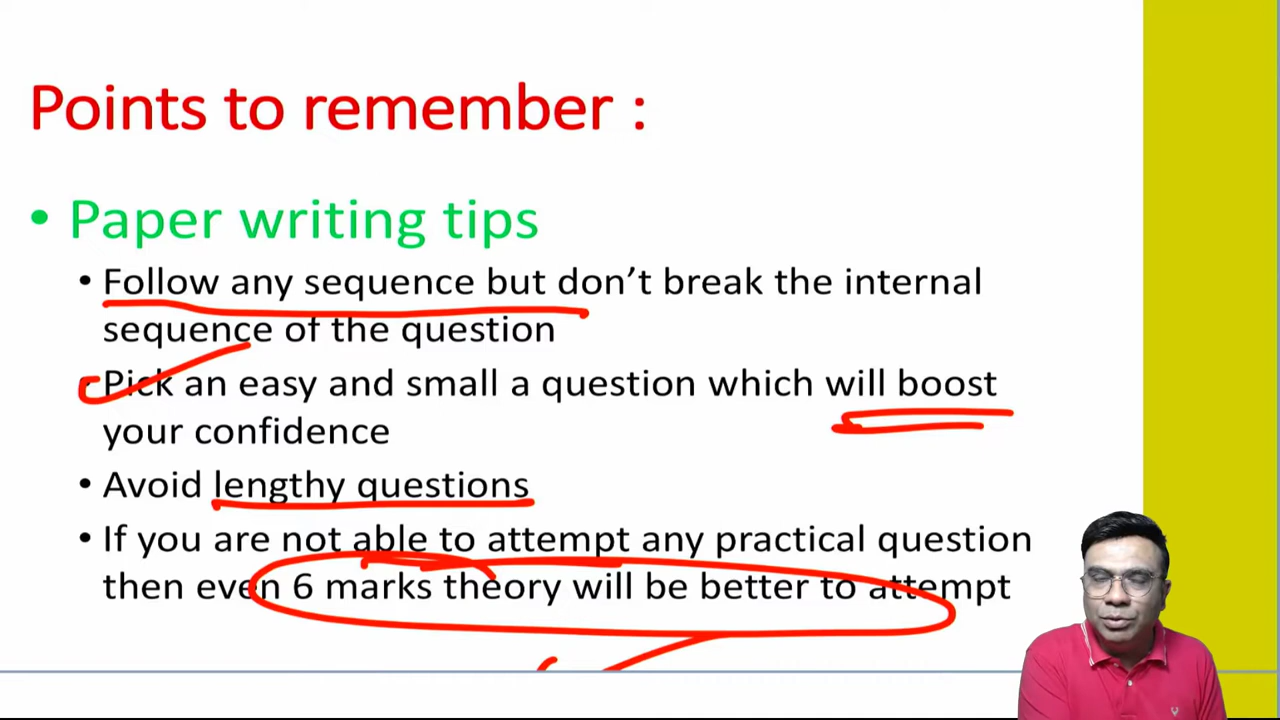 Points to remember :
• Paper writing tips
• Follow any sequence but don't break the internal
sequence of the question
• Pick an easy and small a question which will boost
your confidence
• Avoid lengthy questions
• If you are not able to attempt any practical question
then even 6 marks theory will be better to attempt